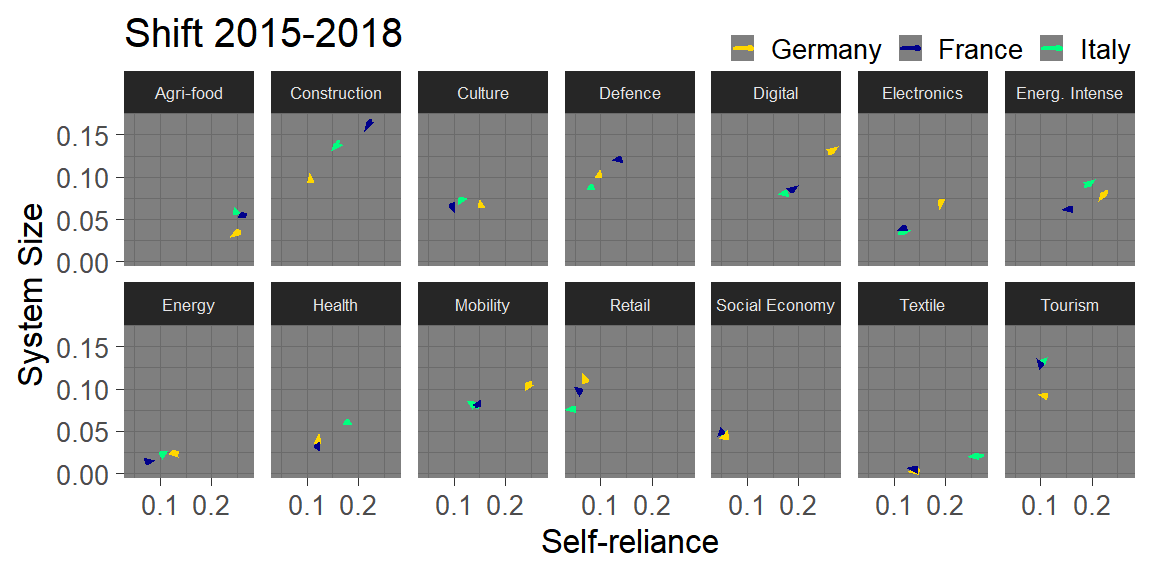 Shift 2015-2018
Germany France Italy
Agri-food Construction Culture Defence Digital Electronics Energ. Intense
0.15
0.10
0.05
0.00
System Size
Energy Health Mobility Retail Social Economy Textile Tourism
0.15
0.10
0.05
0.00
0.1 0.2 0.1 0.2 0.1 0.2 0.1 0.2 0.1 0.2 0.1 0.2 0.1 0.2
Self-reliance